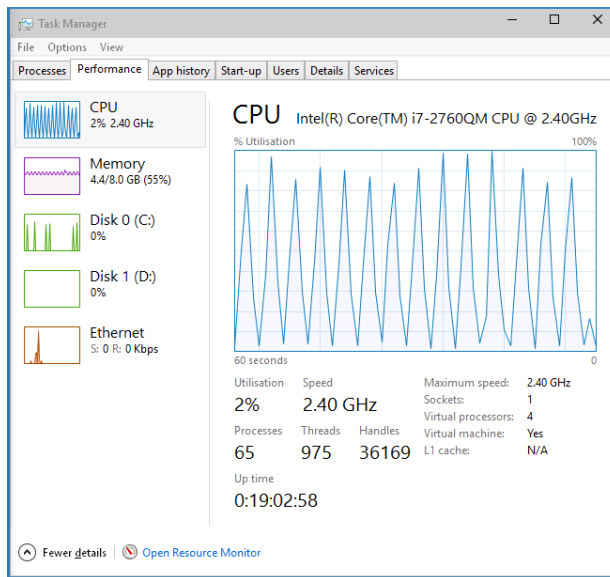 Task Manager
File Options View
Processes Performance App history Start-up Users Details Services
CPU
2% 2.40 GHz
Memory
4.4/8.0 GB (55%)
Disk 0 (C:)
0%
Disk 1 (D:)
0%
Ethernet
S: 0 R: 0 Kbps
CPU Intel(R) Core(TM) i7-2760QM CPU @ 2.40GHz
% Utilisation 100%
60 seconds 0
Utilisation Speed
2% 2.40 GHz
Processes Threads Handles
65 975 36169
Up time
0:19:02:58
Maximum speed: 2.40 GHz
Sockets: 1
Virtual processors: 4
Virtual machine: Yes
L1 cache: N/A
Fewer details Open Resource Monitor